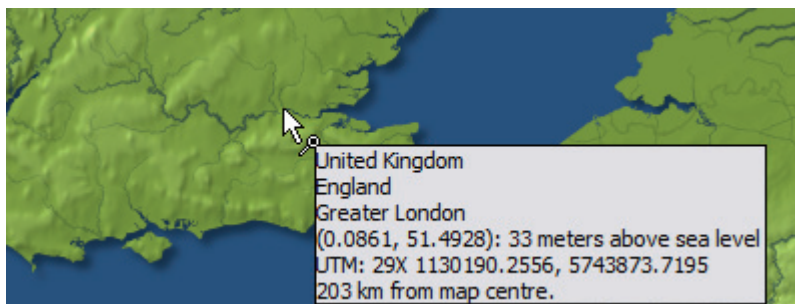 United Kingdom
England
Greater London
(0.0861, 51.4928): 33 meters above sea level
UTM: 29X 1130190.2556, 5743873.7195
203 km from map centre.